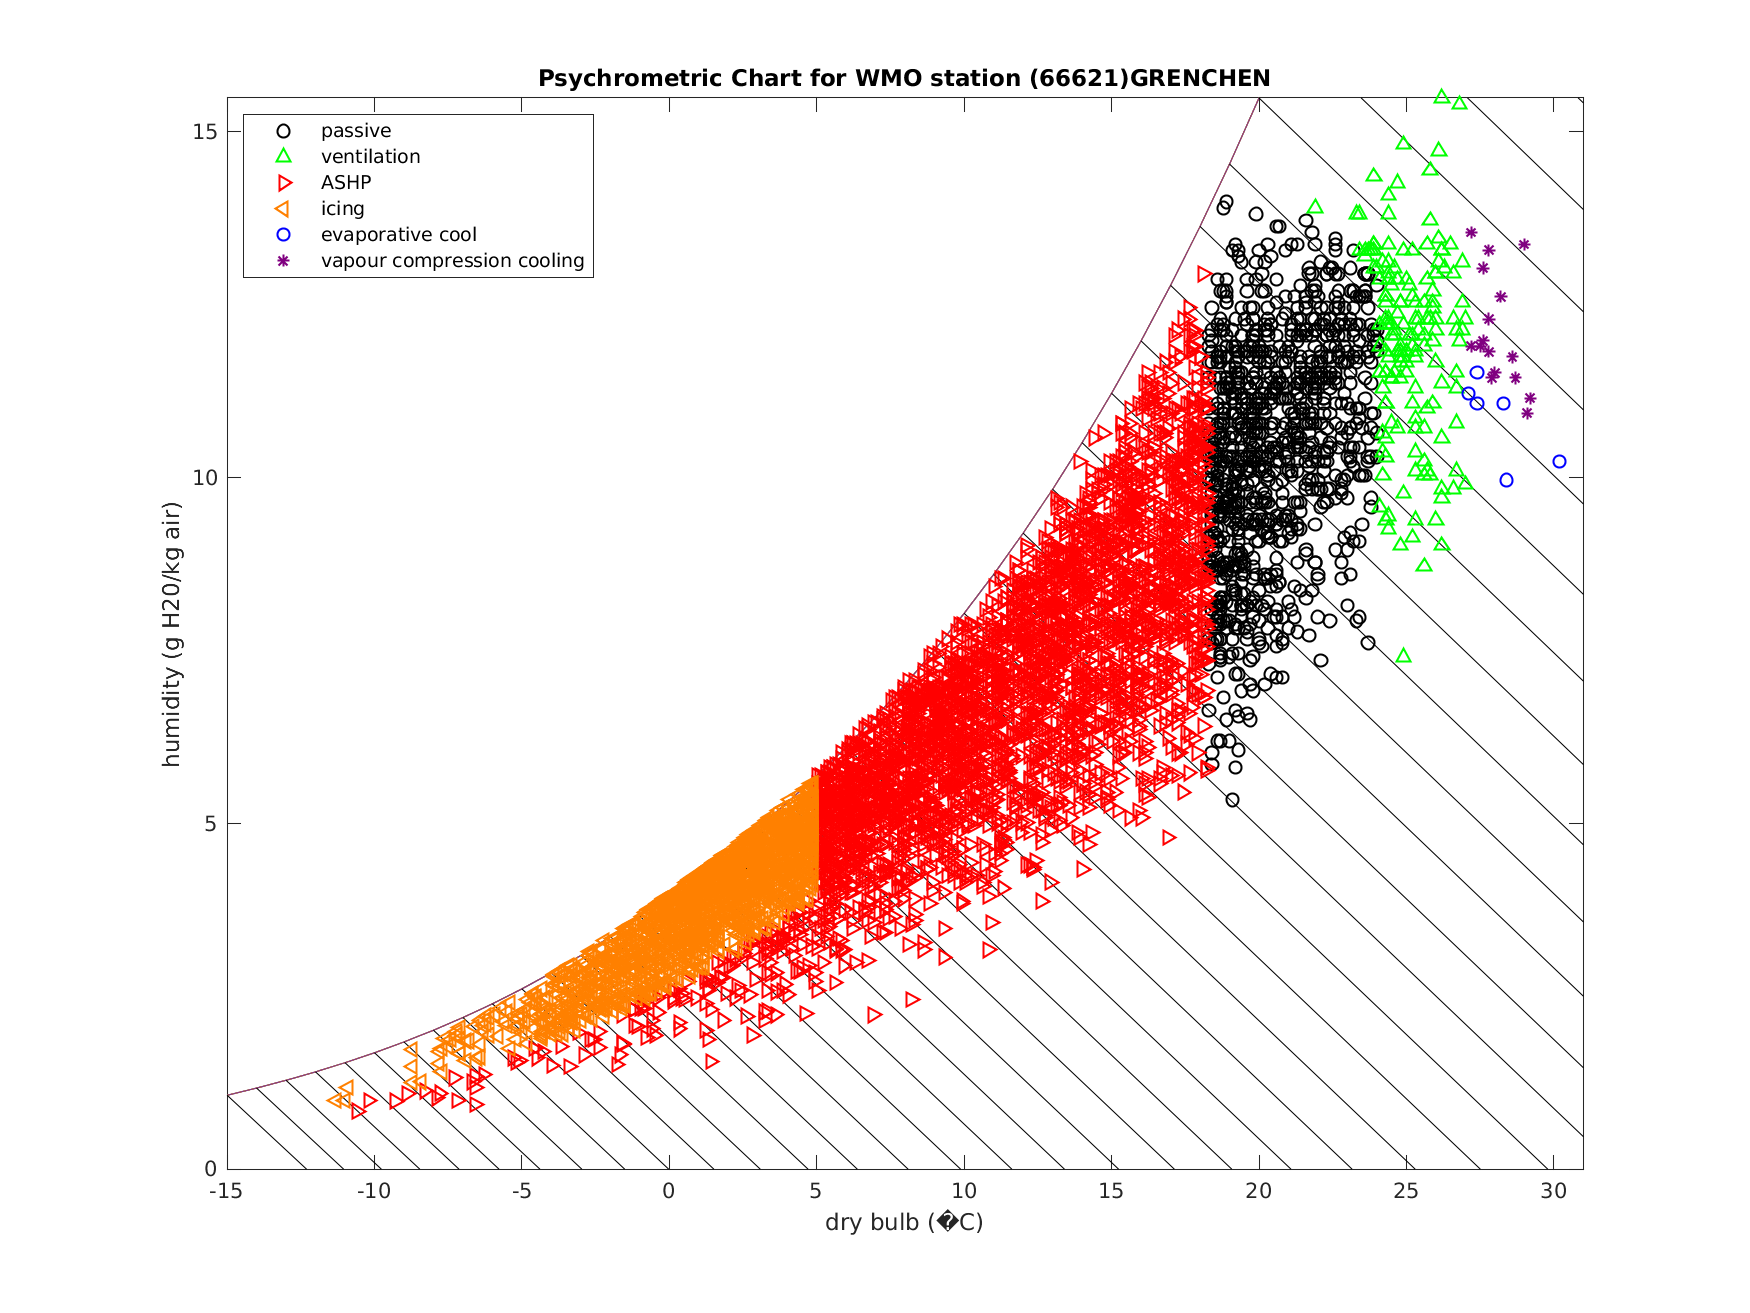 Psychrometric Chart for WMO station (66621)GRENCHEN
passive
ventilation
ASHP
icing
evaporative cool
vapour compression cooling
humidity (g H20/kg air)
15
10
5
0
-15 -10 -5 0 5 10 15 20 25 30
dry bulb (�C)